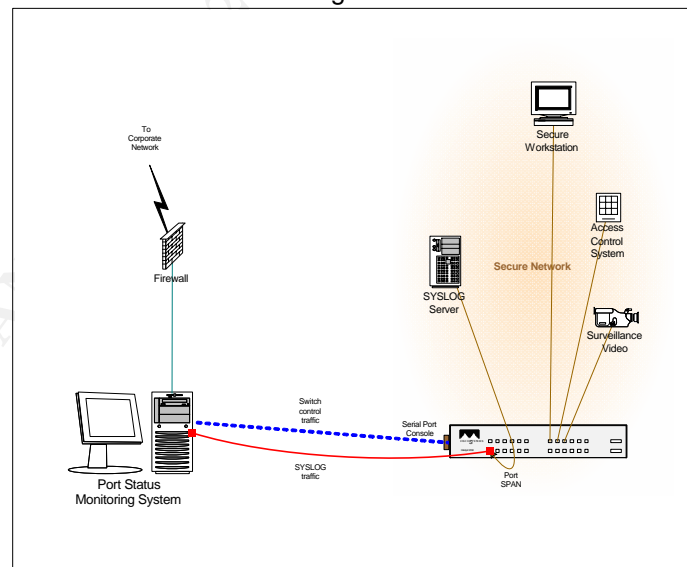 To
Corporate
Network
Firewall
Secure
Workstation
Access
Control
System
Secure Network
SYSLOG
Server
Surveillance
Video
Switch
control
traffic
Serial Port
Console
SYSLOG
traffic
Port
SPAN
Port Status
Monitoring System